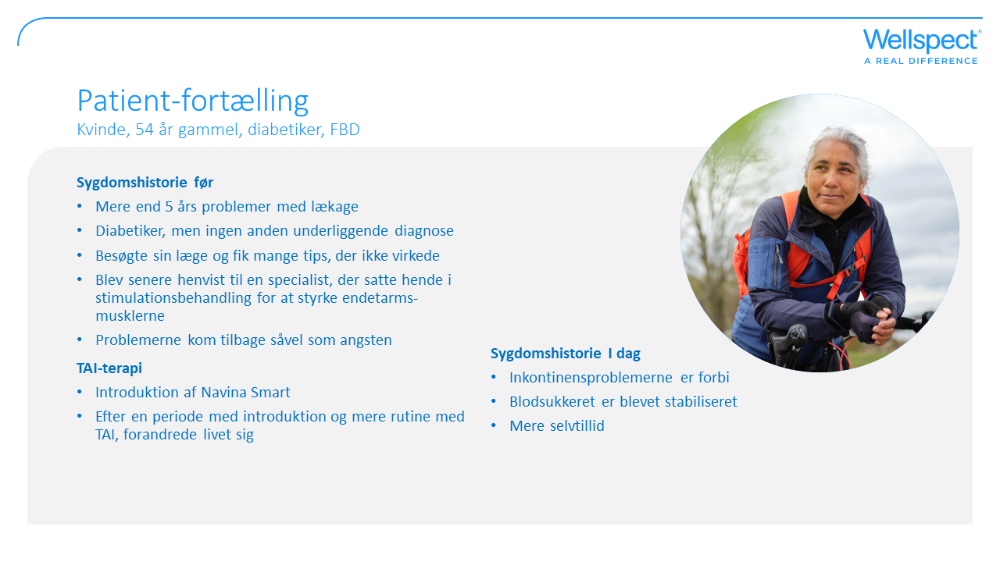 Wellspect®
A REAL DIFFERENCE
Patient-fortælling
Kvinde, 54 år gammel, diabetiker, FBD
Sygdomshistorie før
• Mere end 5 års problemer med lækage
• Diabetiker, men ingen anden underliggende diagnose
• Besøgte sin læge og fik mange tips, der ikke virkede
• Blev senere henvist til en specialist, der satte hende i
stimulationsbehandling for at styrke endetarms-
musklerne
• Problemerne kom tilbage såvel som angsten
TAI-terapi
• Introduktion af Navina Smart
• Efter en periode med introduktion og mere rutine med
TAI, forandrede livet sig
Sygdomshistorie I dag
• Inkontinensproblemerne er forbi
• Blodsukkeret er blevet stabiliseret
• Mere selvtillid